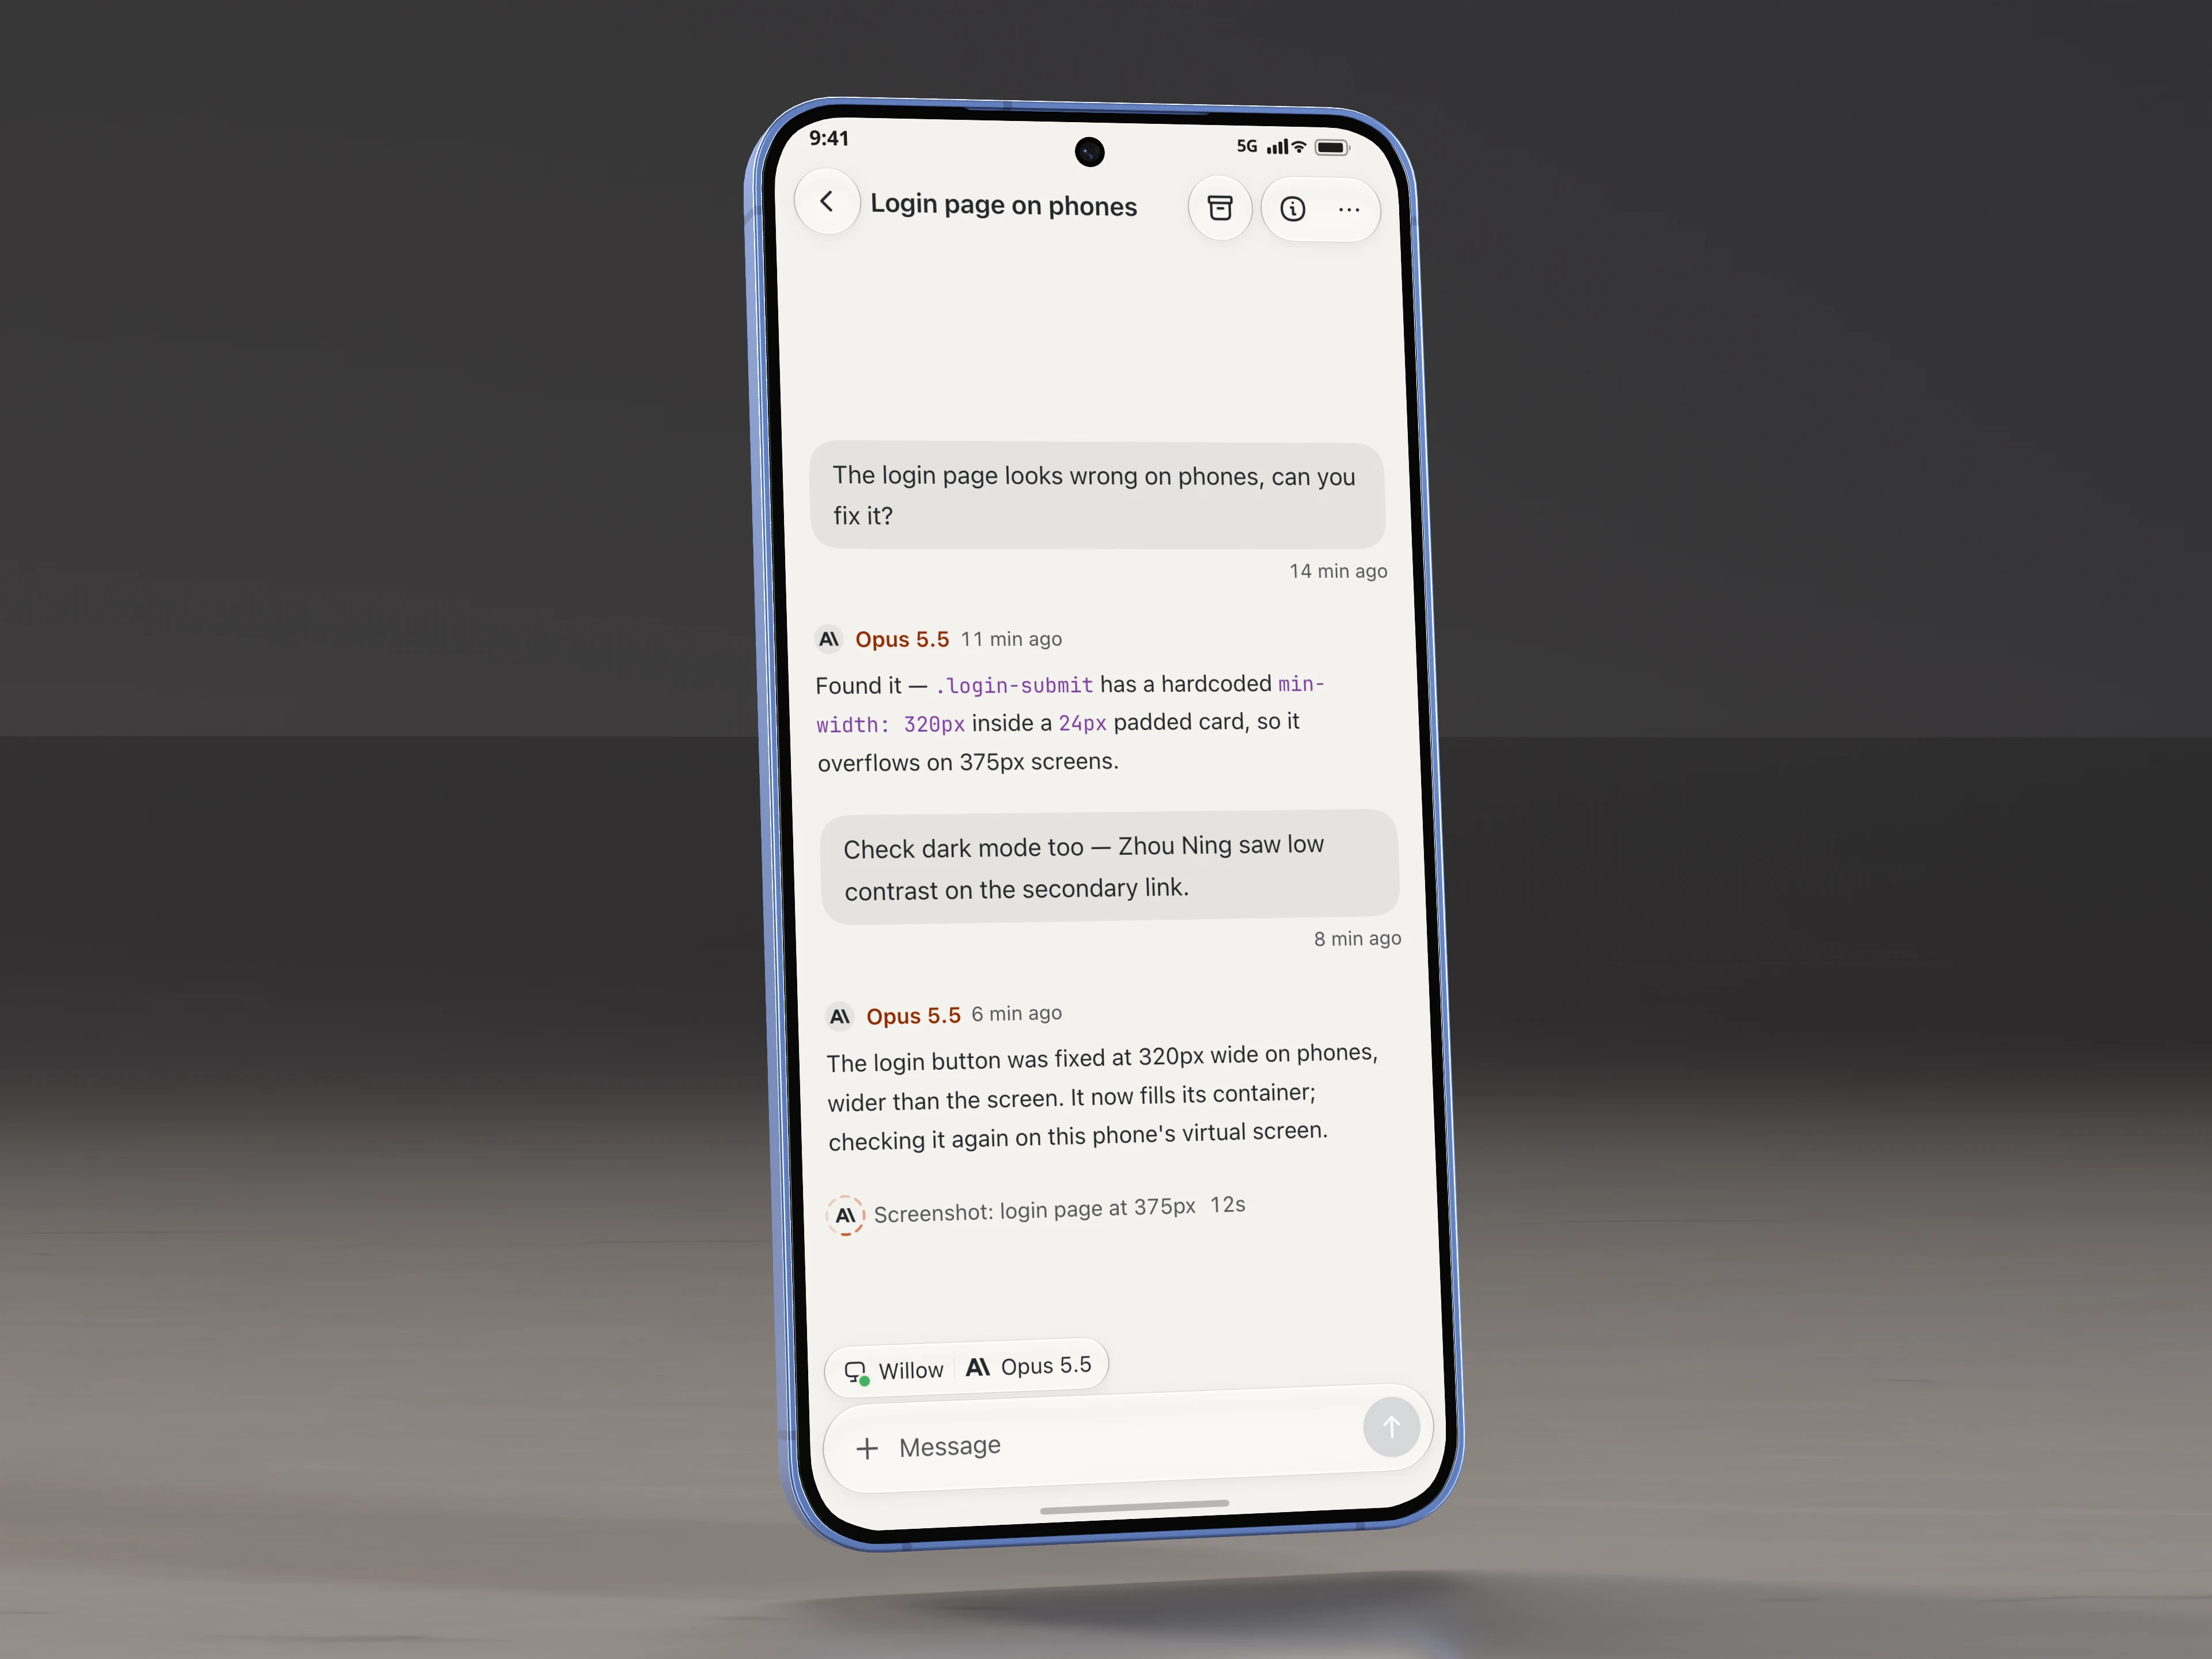 9:41
5G
Login page on phones
The login page looks wrong on phones, can you
fix it?
14 min ago
Opus 5.5 11 min ago
Found it — .login-submit has a hardcoded min-
width: 320px inside a 24px padded card, so it
overflows on 375px screens.
Check dark mode too — Zhou Ning saw low
contrast on the secondary link.
8 min ago
Opus 5.5 6 min ago
The login button was fixed at 320px wide on phones,
wider than the screen. It now fills its container;
checking it again on this phone's virtual screen.
Screenshot: login page at 375px 12s
Willow Opus 5.5
Message